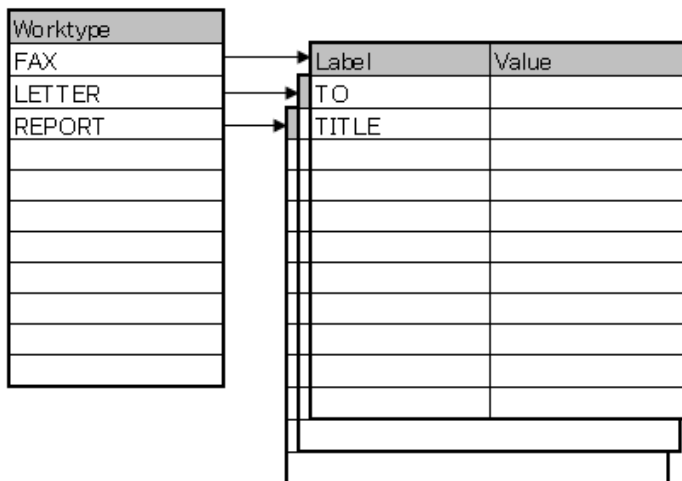 Worktype
FAX
LETTER
REPORT
Label Value
TO
TITLE